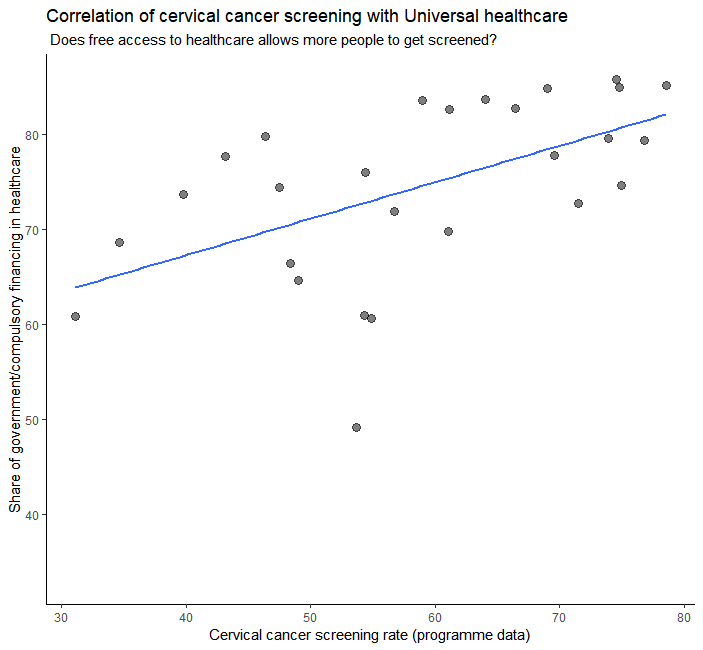 Correlation of cervical cancer screening with Universal healthcare
Does free access to healthcare allows more people to get screened?
Share of government/compulsory financing in healthcare
80
70
60
50
40
30
40
50
60
70
80
Cervical cancer screening rate (programme data)